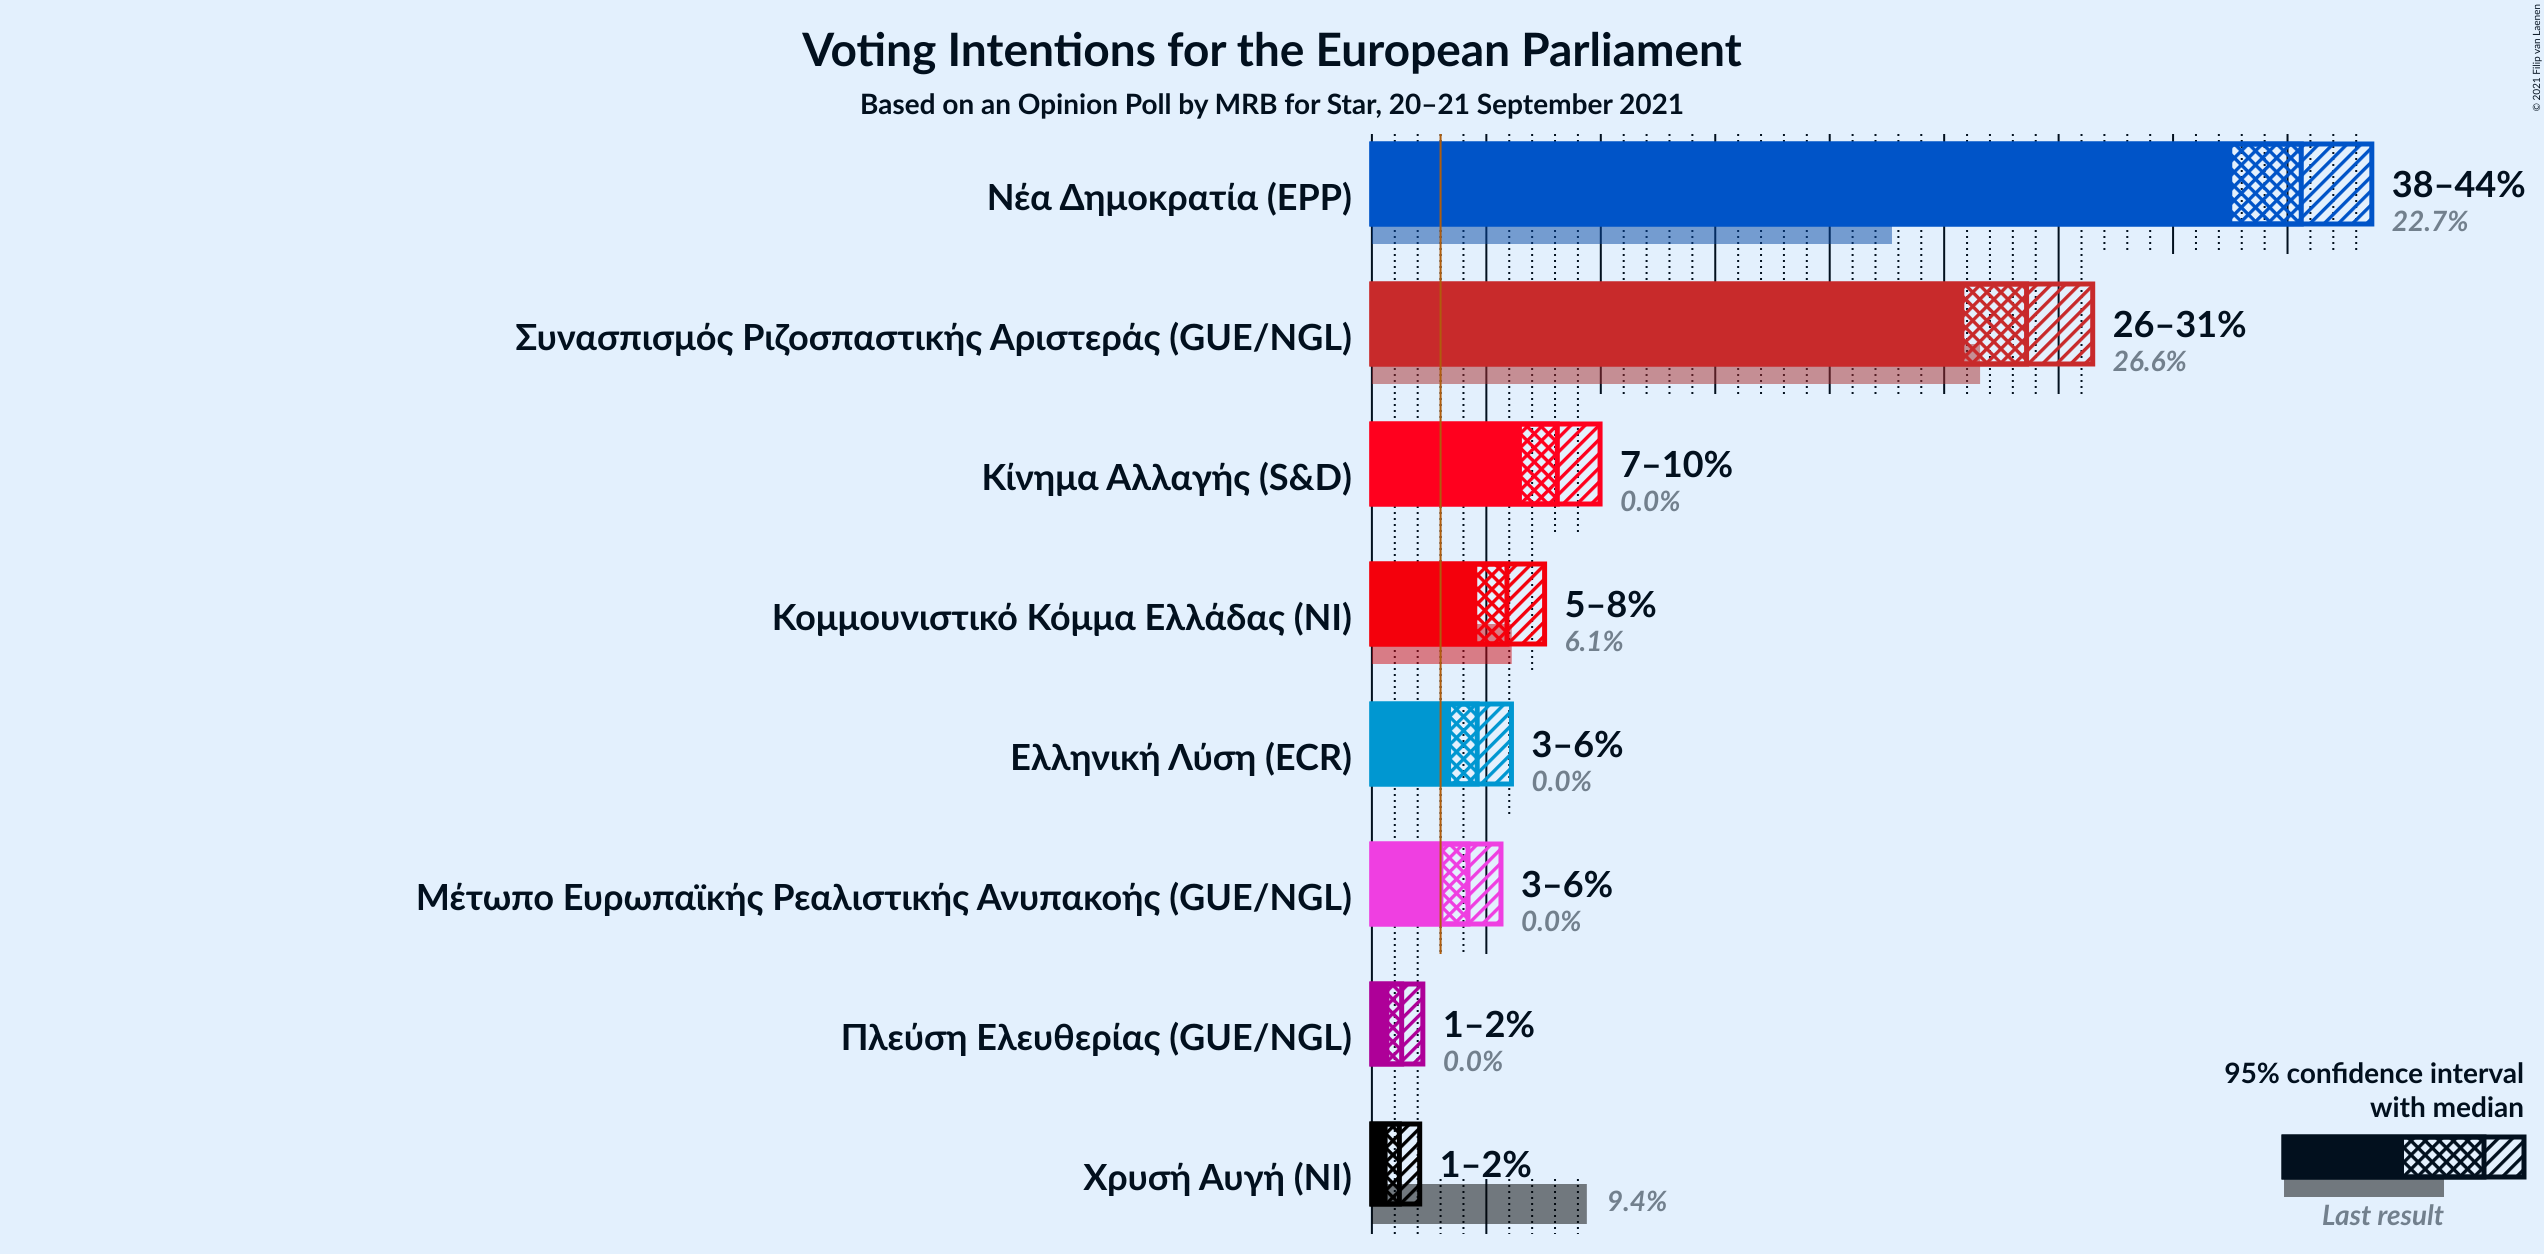 © 2021 Filip van Laenen
Voting Intentions for the European Parliament
Based on an Opinion Poll by MRB for Star, 20–21 September 2021
Νέα Δημοκρατία (EPP)
38–44%
22.7%
Συνασπισμός Ριζοσπαστικής Αριστεράς (GUE/NGL)
26–31%
26.6%
Κίνημα Αλλαγής (S&D)
7–10%
0.0%
Κομμουνιστικό Κόμμα Ελλάδας (NI)
5–8%
6.1%
Ελληνική Λύση (ECR)
3–6%
0.0%
Μέτωπο Ευρωπαϊκής Ρεαλιστικής Ανυπακοής (GUE/NGL)
3–6%
0.0%
Πλεύση Ελευθερίας (GUE/NGL)
1–2%
0.0%
Χρυσή Αυγή (NI)
1–2%
9.4%
95% confidence interval
with median
Last result